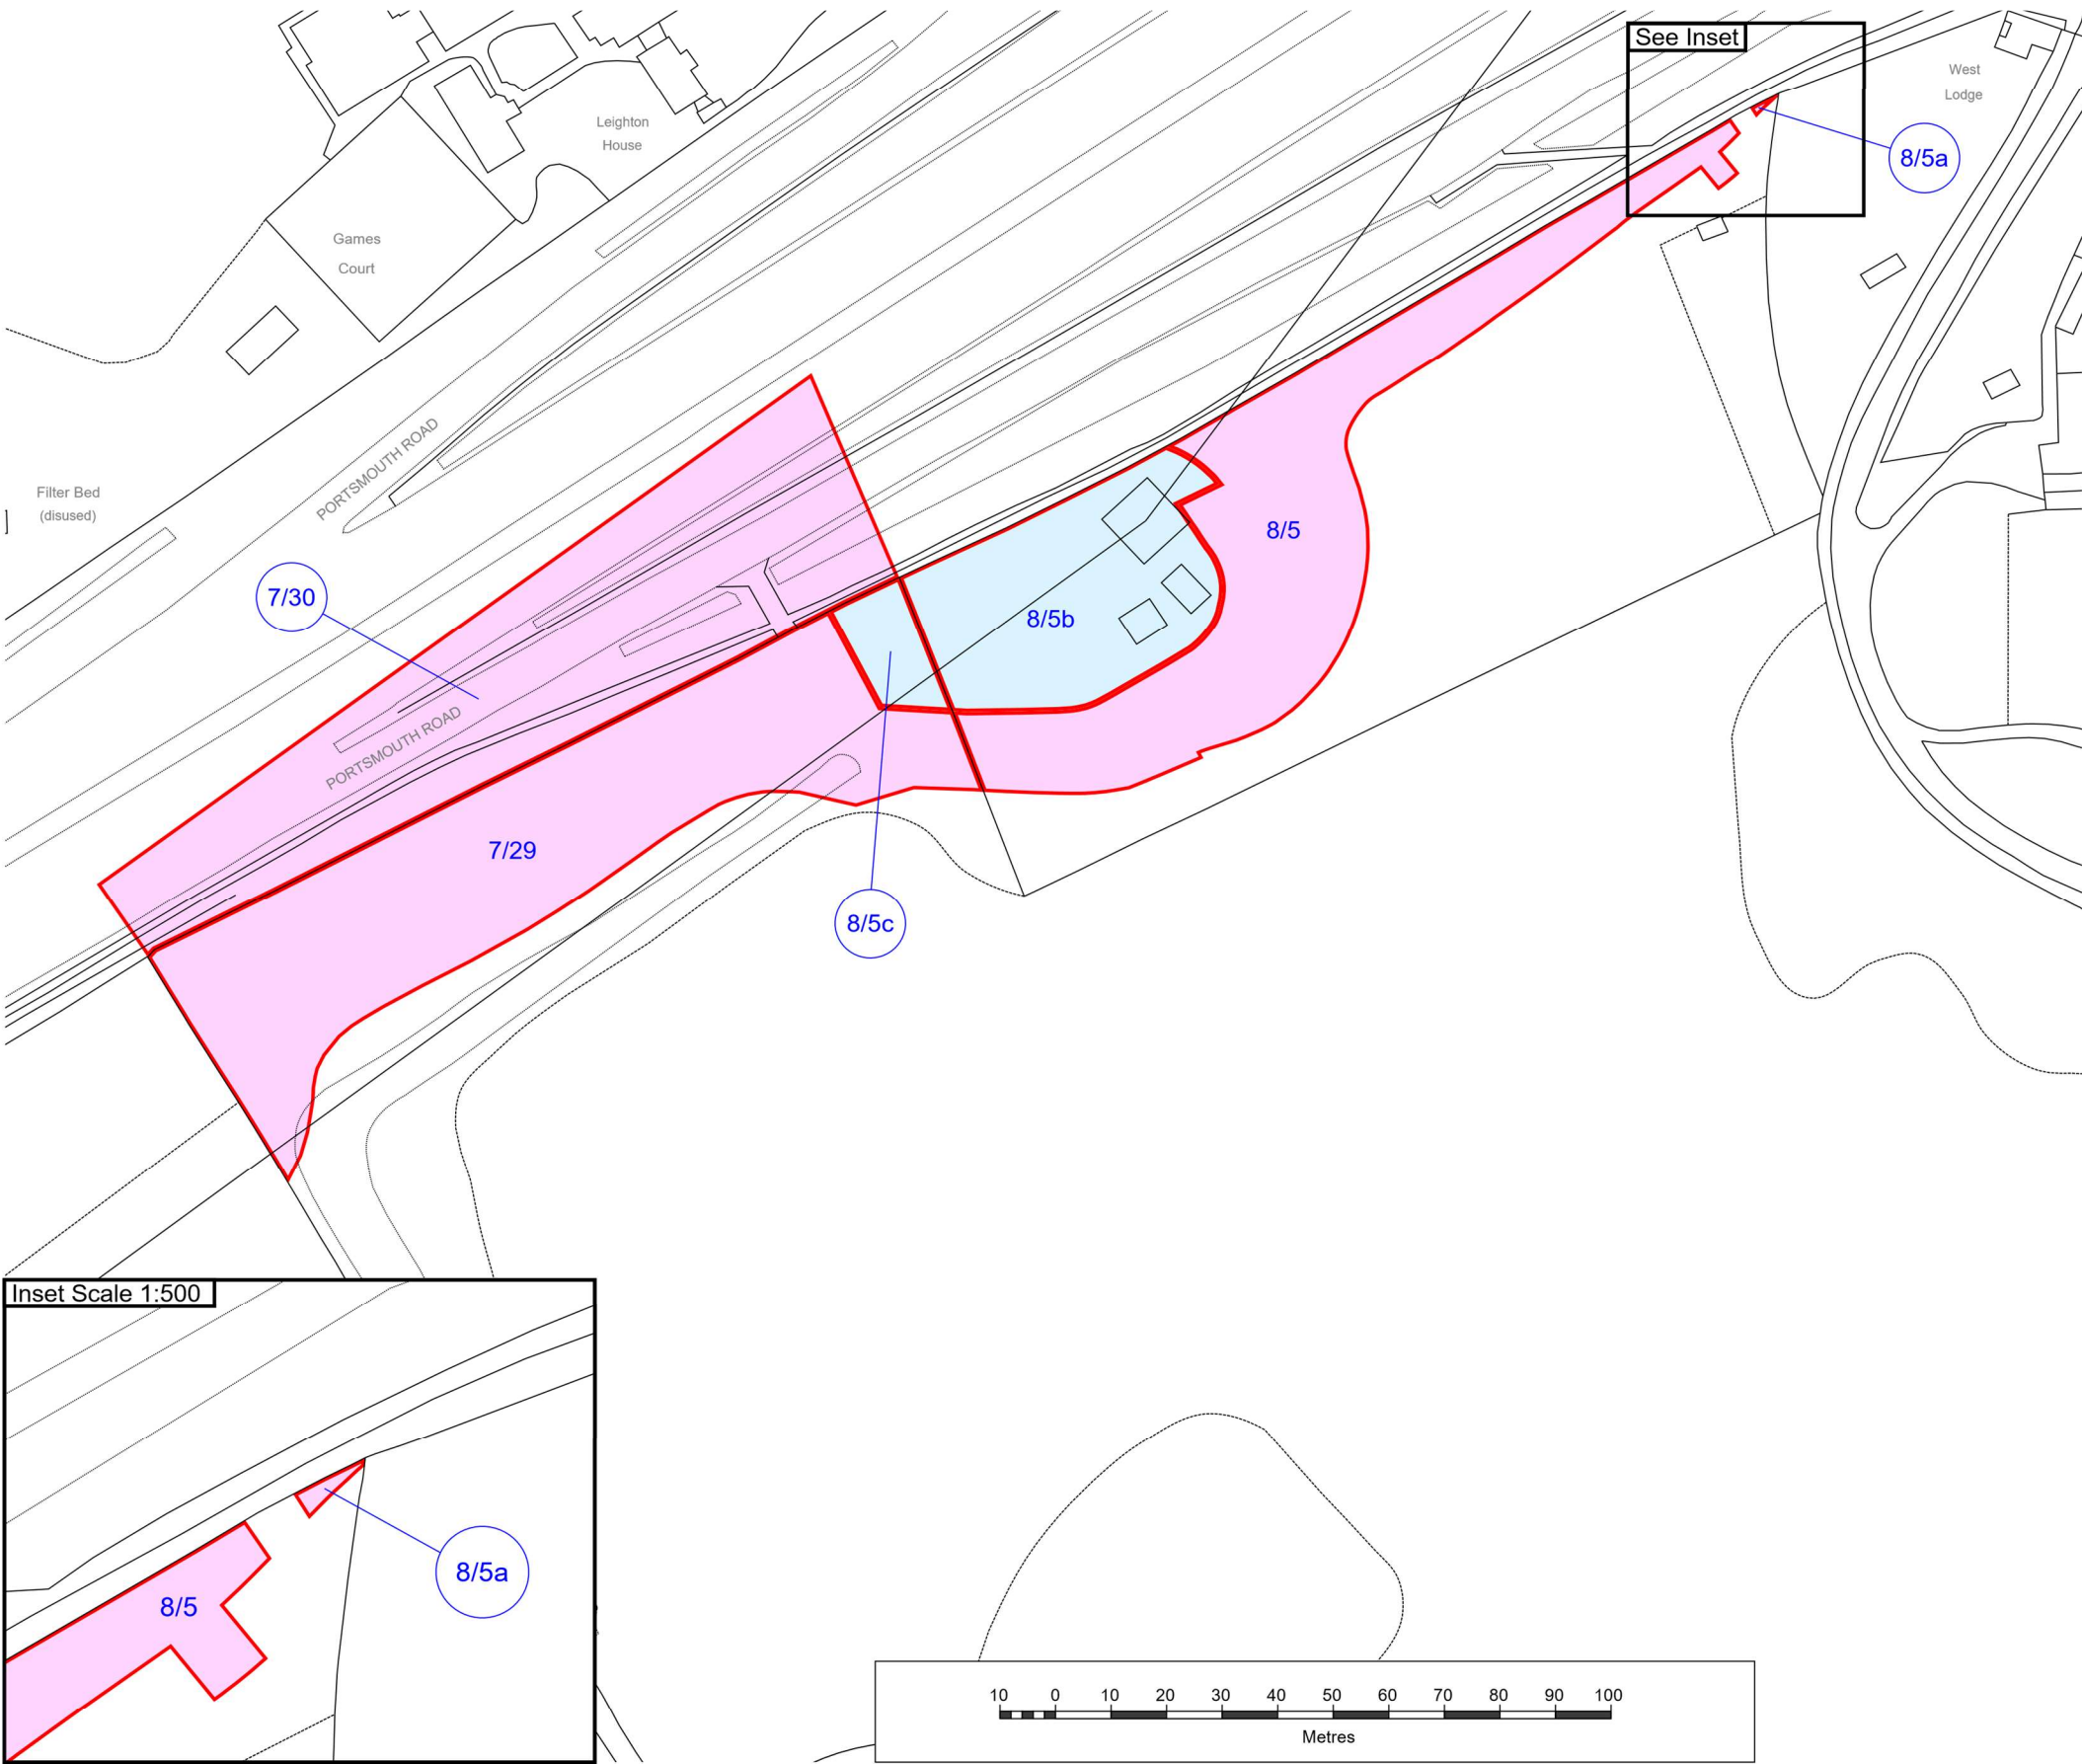 See Inset
West
Lodge
8/5a
Leighton
House
Games
Court
PORTSMOUTH ROAD
Filter Bed
(disused)
8/5
7/30
8/5b
PORTSMOUTH ROAD
7/29
8/5c
Inset Scale 1:500
8/5a
8/5
10 0 10 20 30 40 50 60 70 80 90 100
Metres